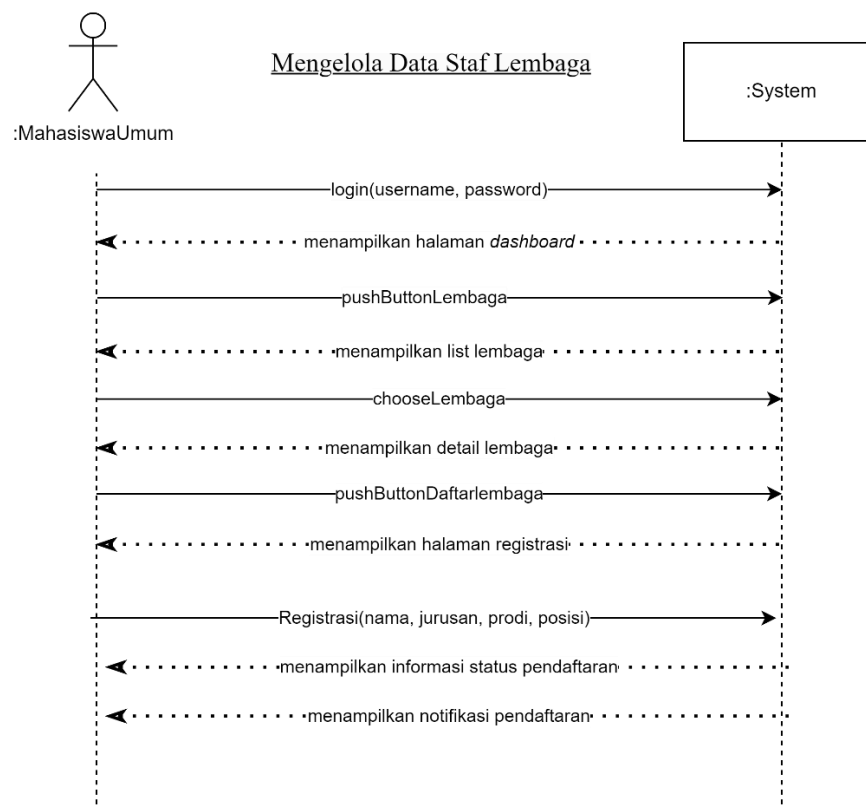 Mengelola Data Staf Lembaga
:System
:MahasiswaUmum
login(username, password)
menampilkan halaman dashboard
pushButtonLembaga
menampilkan list lembaga
chooseLembaga
menampilkan detail lembaga
pushButtonDaftarlembaga
menampilkan halaman registrasi
Registrasi(nama, jurusan, prodi, posisi)
menampilkan informasi status pendaftaran
menampilkan notifikasi pendaftaran